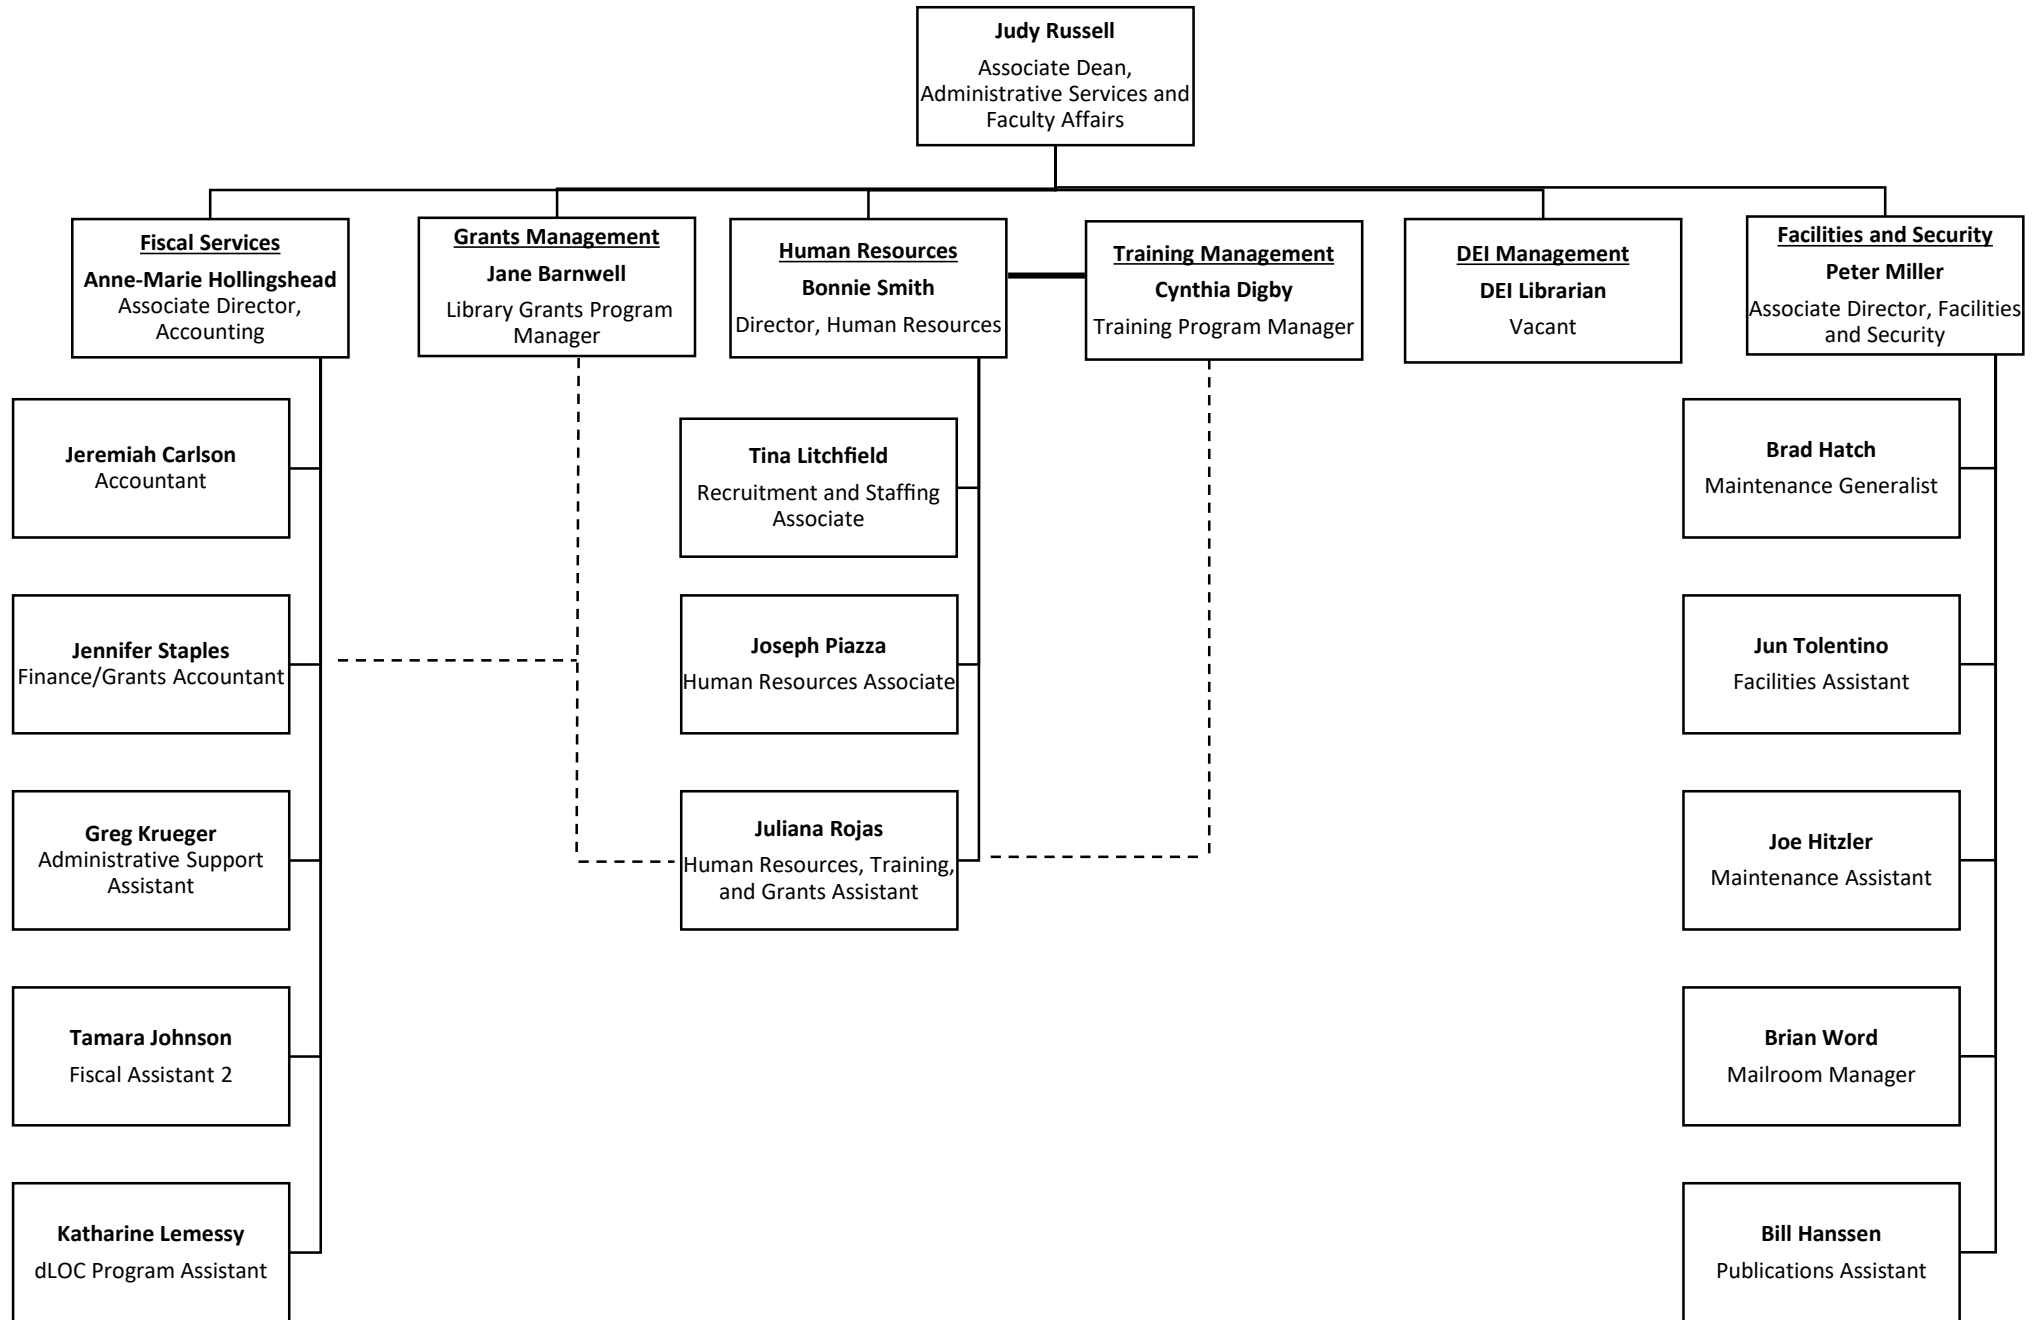 Judy Russell
Associate Dean,
Administrative Services and
Faculty Affairs
Fiscal Services
Anne-Marie Hollingshead
Associate Director,
Accounting
Grants Management
Jane Barnwell
Library Grants Program
Manager
Human Resources
Bonnie Smith
Director, Human Resources
Training Management
Cynthia Digby
Training Program Manager
DEI Management
DEI Librarian
Vacant
Facilities and Security
Peter Miller
Associate Director, Facilities
and Security
Jeremiah Carlson
Accountant
Jennifer Staples
Finance/Grants Accountant
Greg Krueger
Administrative Support
Assistant
Tamara Johnson
Fiscal Assistant 2
Katharine Lemessy
dLOC Program Assistant
Tina Litchfield
Recruitment and Staffing
Associate
Joseph Piazza
Human Resources Associate
Juliana Rojas
Human Resources, Training,
and Grants Assistant
Brad Hatch
Maintenance Generalist
Jun Tolentino
Facilities Assistant
Joe Hitzler
Maintenance Assistant
Brian Word
Mailroom Manager
Bill Hanssen
Publications Assistant